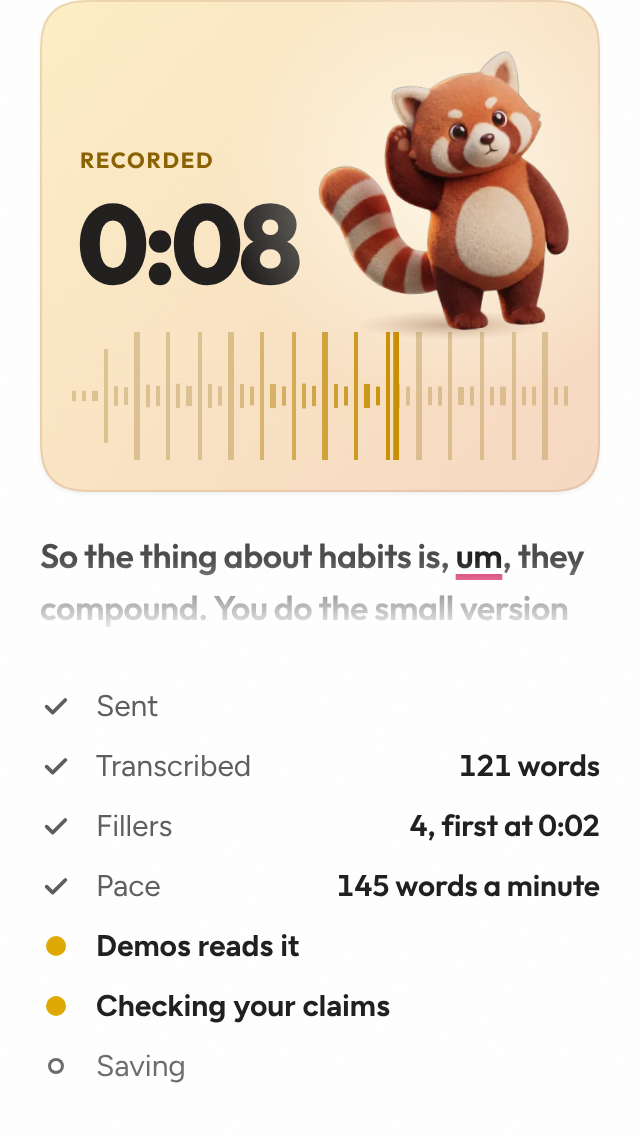 RECORDED
0:08
So the thing about habits is, um, they
compound. You do the small version
Sent
Transcribed 121 words
Fillers 4, first at 0:02
Pace 145 words a minute
Demos reads it
Checking your claims
Saving